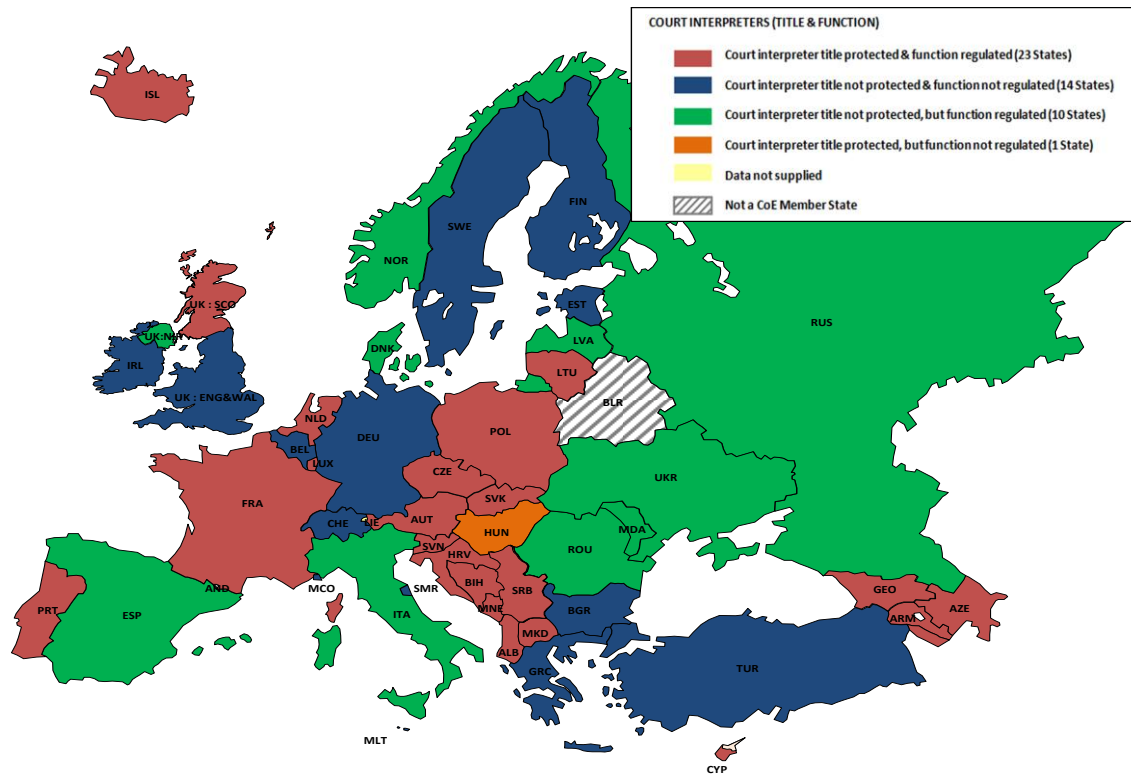 COURT INTERPRETERS (TITLE & FUNCTION)
Court interpreter title protected & function regulated (23 States)
Court interpreter title not protected & function not regulated (14 States)
Court interpreter title not protected, but function regulated (10 States)
Court interpreter title protected, but function not regulated (1 State)
Data not supplied
Not a CoE Member State
ISL
FIN
SWE
NOR
EST
UK : SCO
RUS
UK:NIR
LVA
DNK
IRL
LTU
UK : ENG&WAL
BLR
NLD
POL
DEU
BEL
LUX
CZE
UKR
SVK
FRA
AUT
CHE
LIE
MDA
HUN
SVN
ROU
HRV
AND
MCO
SMR
BIH
SRB
GEO
PRT
MNE
BGR
AZE
ESP
ITA
ARM
MKD
ALB
TUR
GRC
MLT
CYP